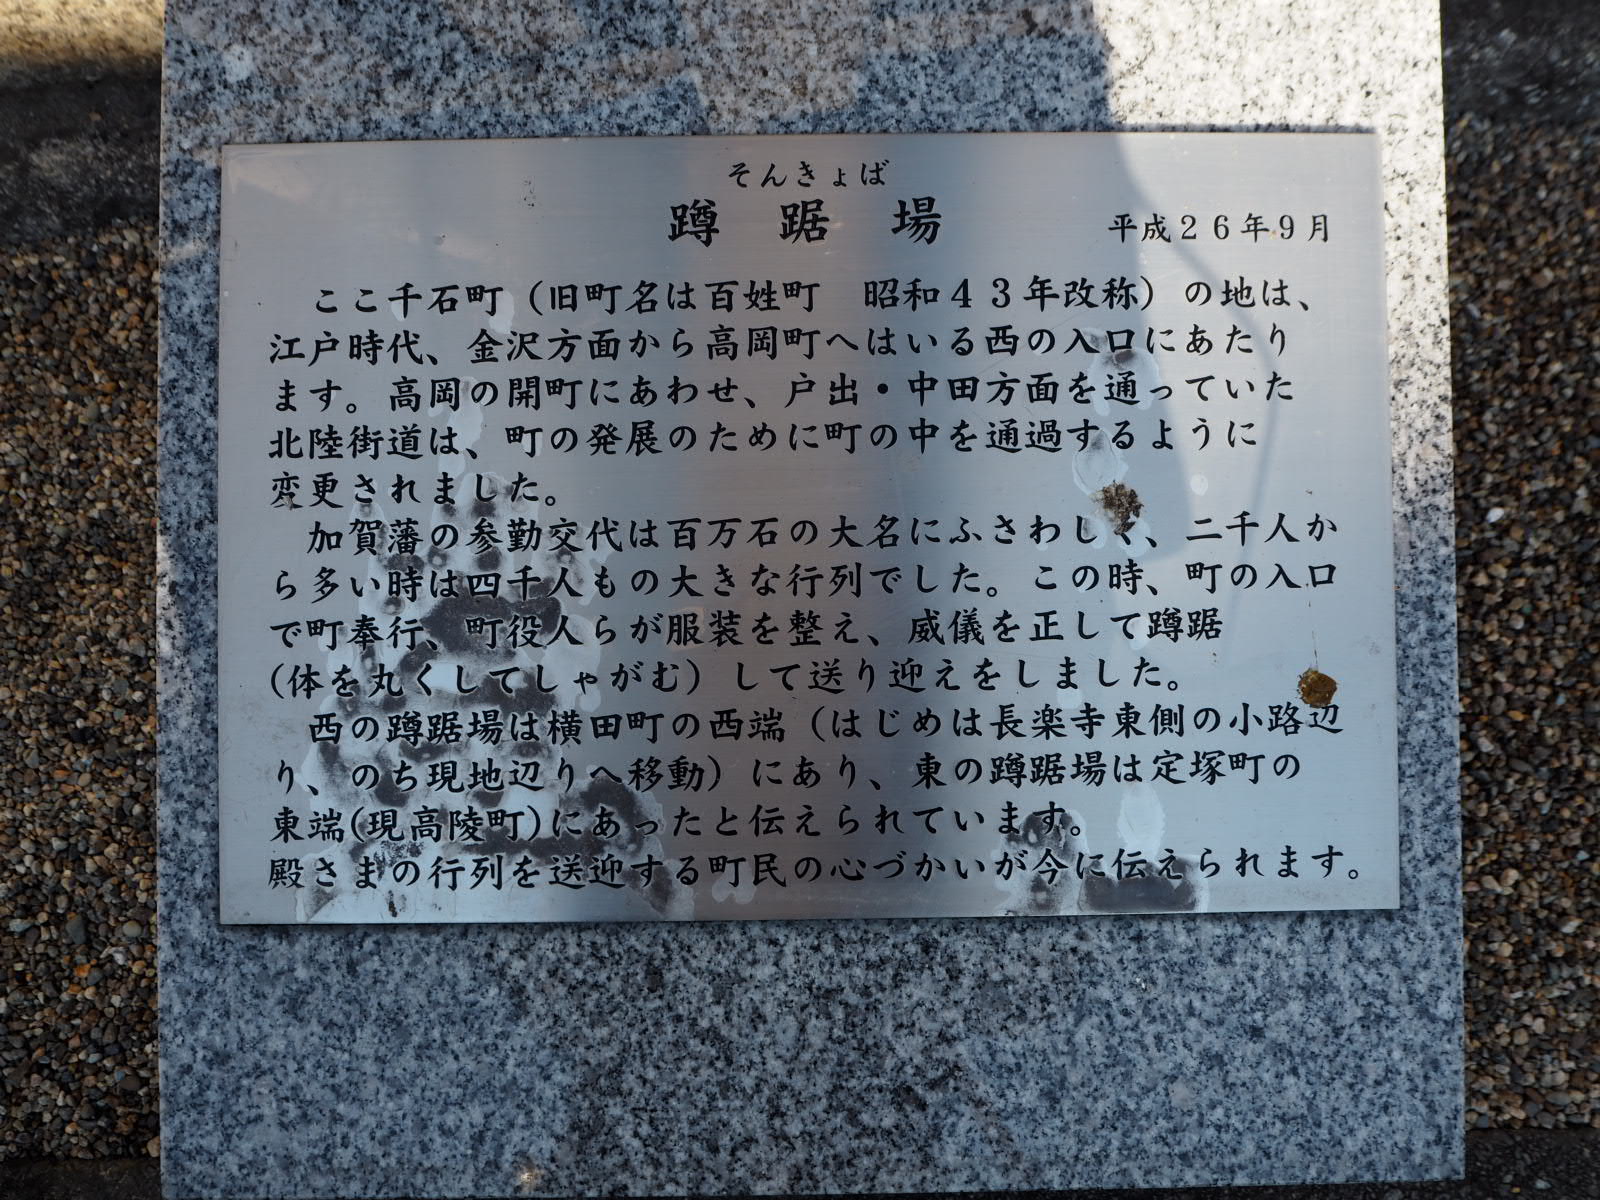 そんきょば
蹲　踞　場
平成２６年９月
ここ千石町（旧町名は百姓町　昭和４３年改称）の地は、
江戸時代、金沢方面から高岡町へはいる西の入口にあたり
ます。高岡の開町にあわせ、戸出・中田方面を通っていた
北陸街道は、町の発展のために町の中を通過するように
変更されました。
加賀藩の参勤交代は百万石の大名にふさわしく、二千人か
ら多い時は四千人もの大きな行列でした。この時、町の入口
で町奉行、町役人らが服装を整え、威儀を正して蹲踞
（体を丸くしてしゃがむ）して送り迎えをしました。
西の蹲踞場は横田町の西端（はじめは長楽寺東側の小路辺
り、のち現地辺りへ移動）にあり、東の蹲踞場は定塚町の
東端(現高陵町)にあったと伝えられています。
殿さまの行列を送迎する町民の心づかいが今に伝えられます。